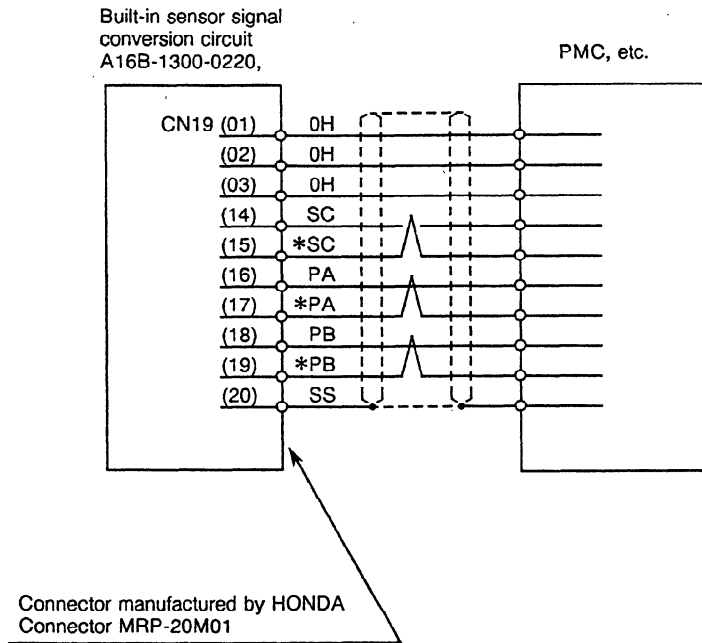 Built-in sensor signal
conversion circuit
A16B-1300-0220,
PMC, etc.
CN19 (01) 0H
(02) 0H
(03) 0H
(14) SC
(15) *SC
(16) PA
(17) *PA
(18) PB
(19) *PB
(20) SS
Connector manufactured by HONDA
Connector MRP-20M01